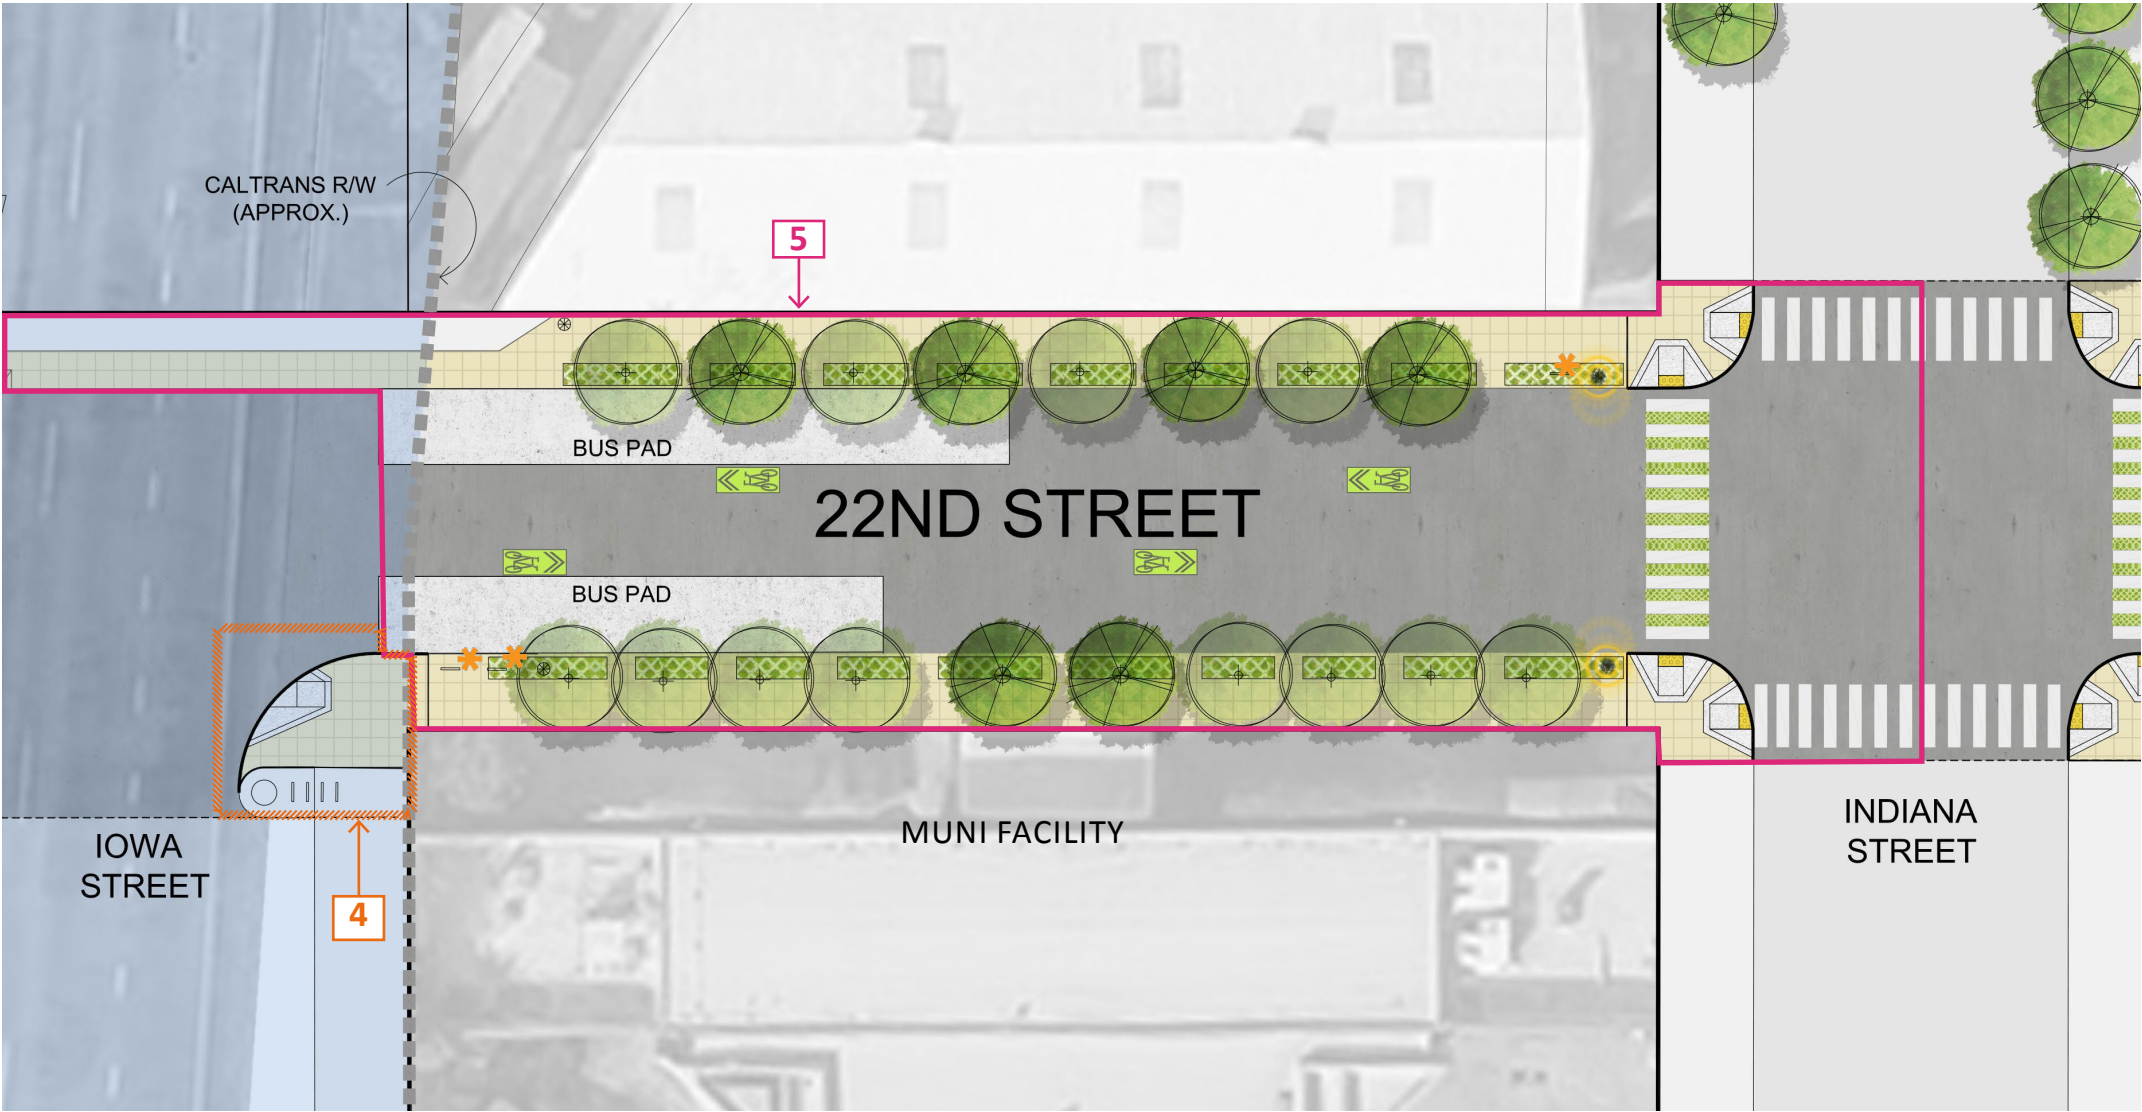 CALTRANS R/W
(APPROX.)
5
BUS PAD
22ND STREET
BUS PAD
MUNI FACILITY
INDIANA
STREET
IOWA
STREET
4